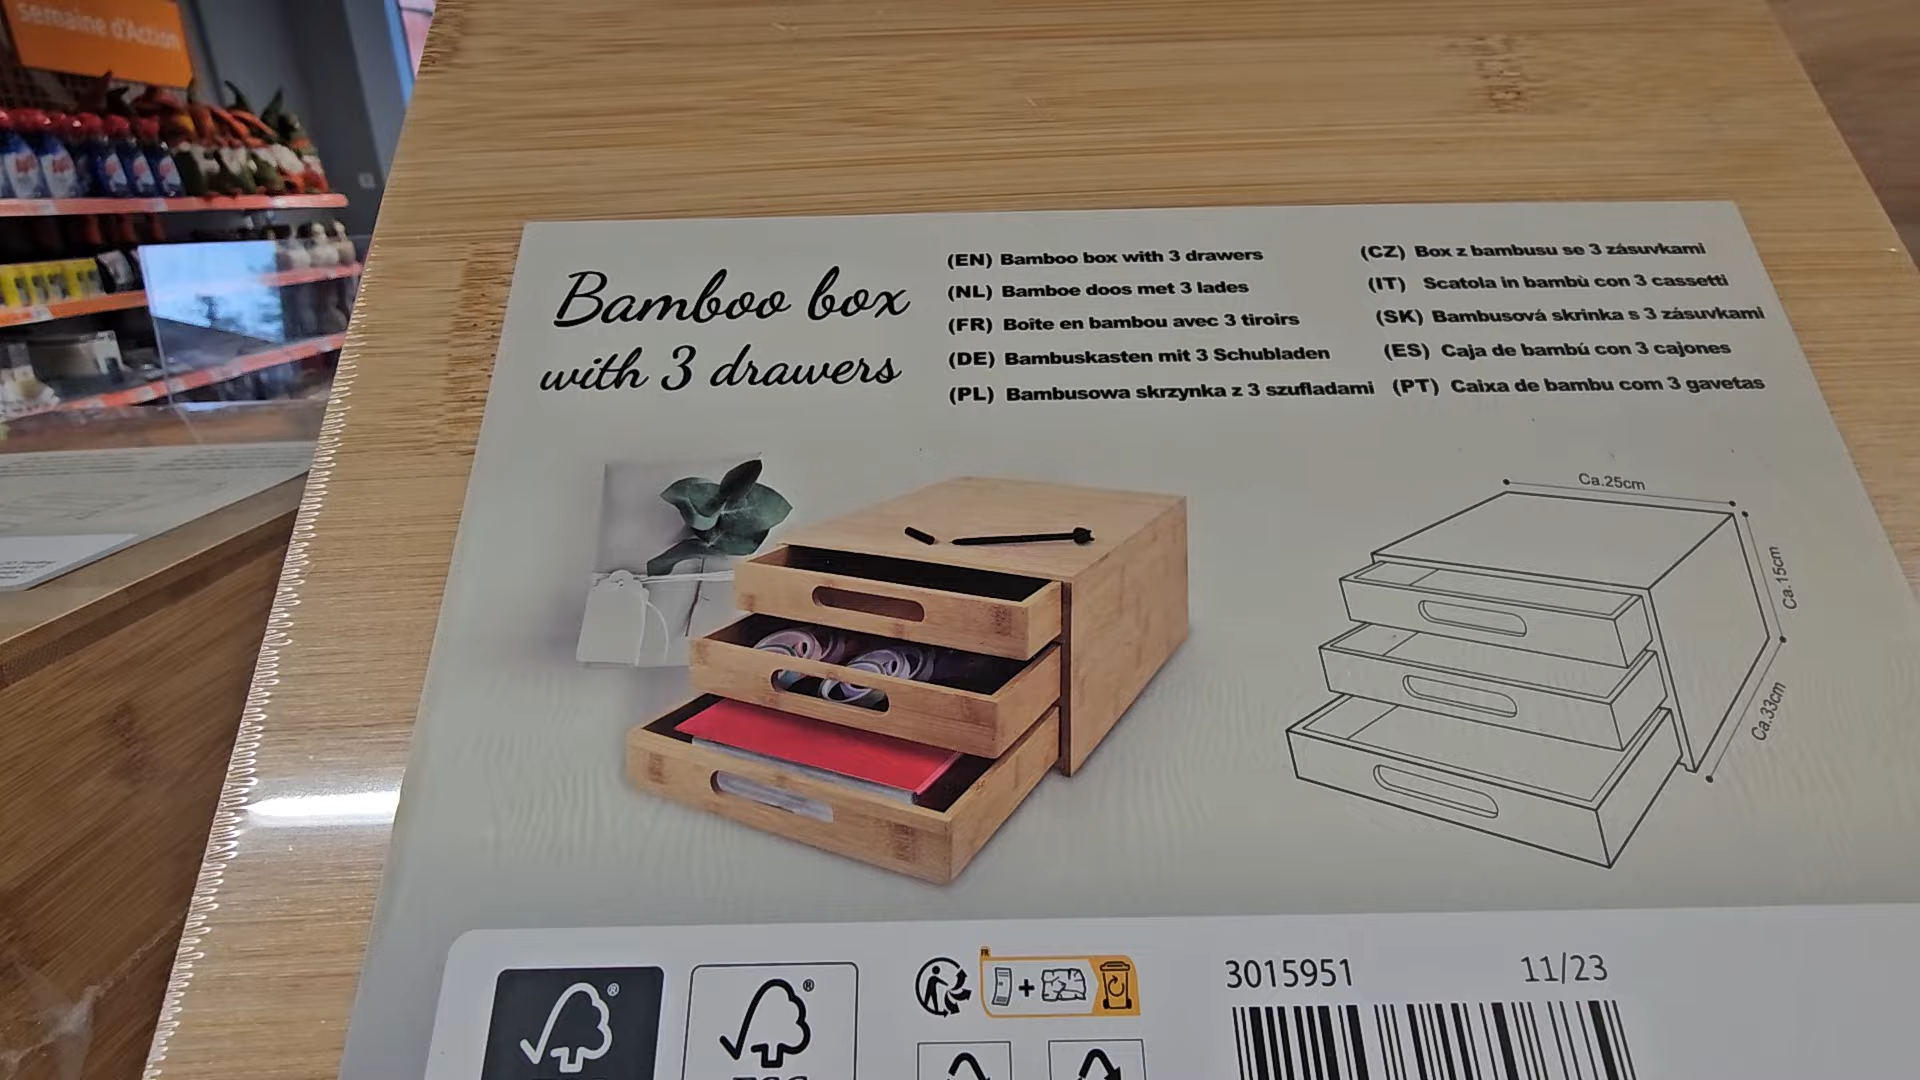 Semaine d'Action
Bamboo box
with 3 drawers
(EN) Bamboo box with 3 drawers
(NL) Bamboe doos met 3 lades
(FR) Boîte en bambou avec 3 tiroirs
(DE) Bambuskasten mit 3 Schubladen
(PL) Bambusowa skrzynka z 3 szufladami
(CZ) Box z bambusu se 3 zásuvkami
(IT) Scatola in bambù con 3 cassetti
(SK) Bambusová skrinka s 3 zásuvkami
(ES) Caja de bambú con 3 cajones
(PT) Caixa de bambu com 3 gavetas
Ca.25cm
Ca.15cm
Ca.33cm
FR
3015951 11/23